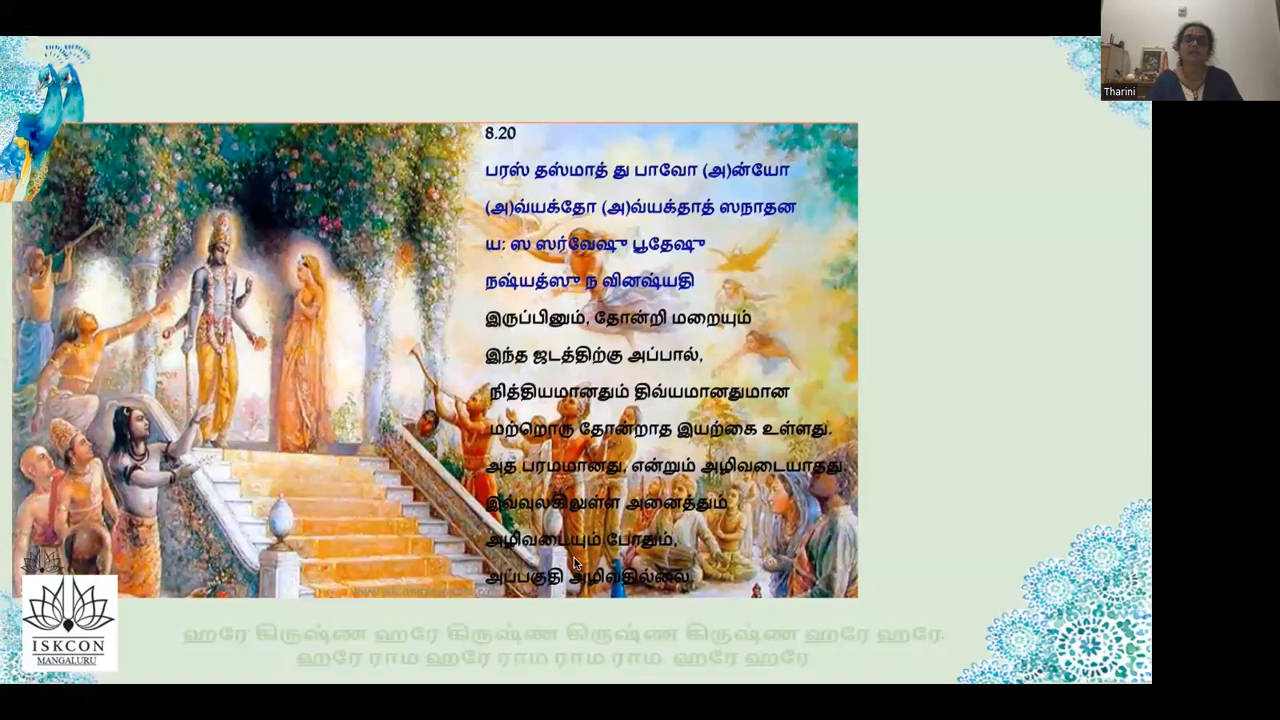 Tharini
8.20
பரஸ் தஸ்மாத் து பாவோ (அ)ன்யோ
(அ)வ்யக்தோ (அ)வ்யக்தாத் ஸநாதன
ய: ஸ ஸர்வேஷு பூதேஷு
நஷ்யத்ஸு ந வினஷ்யதி
இருப்பினும், தோன்றி மறையும்
இந்த ஜடத்திற்கு அப்பால்,
நித்தியமானதும் திவ்யமானதுமான
மற்றொரு தோன்றாத இயற்கை உள்ளது.
அத பரமமானது, என்றும் அழிவடையாதது.
இவ்வுலகிலுள்ள அனைத்தும்
அழிவடையும் போதும்,
அப்பகுதி அழிவதில்லை.
ISKCON
MANGALURU
ஹரே கிருஷ்ண ஹரே கிருஷ்ண கிருஷ்ண கிருஷ்ண ஹரே ஹரே
ஹரே ராம ஹரே ராம ராம ராம ஹரே ஹரே